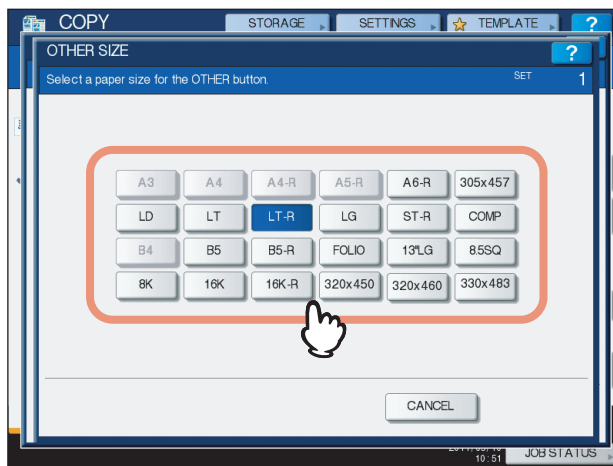 COPY STORAGE SETTINGS TEMPLATE ?
OTHER SIZE ?
Select a paper size for the OTHER button. SET 1
A3 A4 A4-R A5-R A6-R 305x457
LD LT LT-R LG ST-R COMP
B4 B5 B5-R FOLIO 13"LG 8.5SQ
8K 16K 16K-R 320x450 320x460 330x483
CANCEL
10:51 JOB STATUS